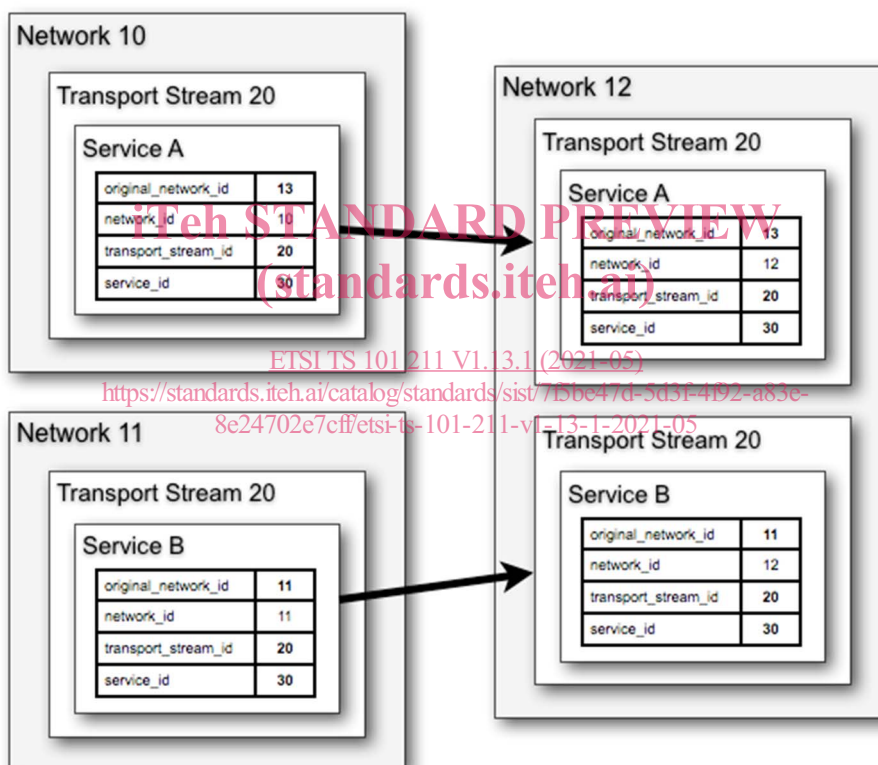 Network 10
Transport Stream 20
Service A
original_network_id 13
network_id 10
transport_stream_id 20
service_id 30
Network 12
Transport Stream 20
Service A
original_network_id 13
network_id 12
transport_stream_id 20
service_id 30
iTeh STANDARD PREVIEW
(standards.iteh.ai)
ETSI TS 101 211 V1.13.1 (2021-05)
https://standards.iteh.ai/catalog/standards/sist/7f5be47d-5d3f-4f92-a83e-
8e24702e7cff/etsi-ts-101-211-v1-13-1-2021-05
Network 11
Transport Stream 20
Service B
original_network_id 11
network_id 11
transport_stream_id 20
service_id 30
Transport Stream 20
Service B
original_network_id 11
network_id 12
transport_stream_id 20
service_id 30